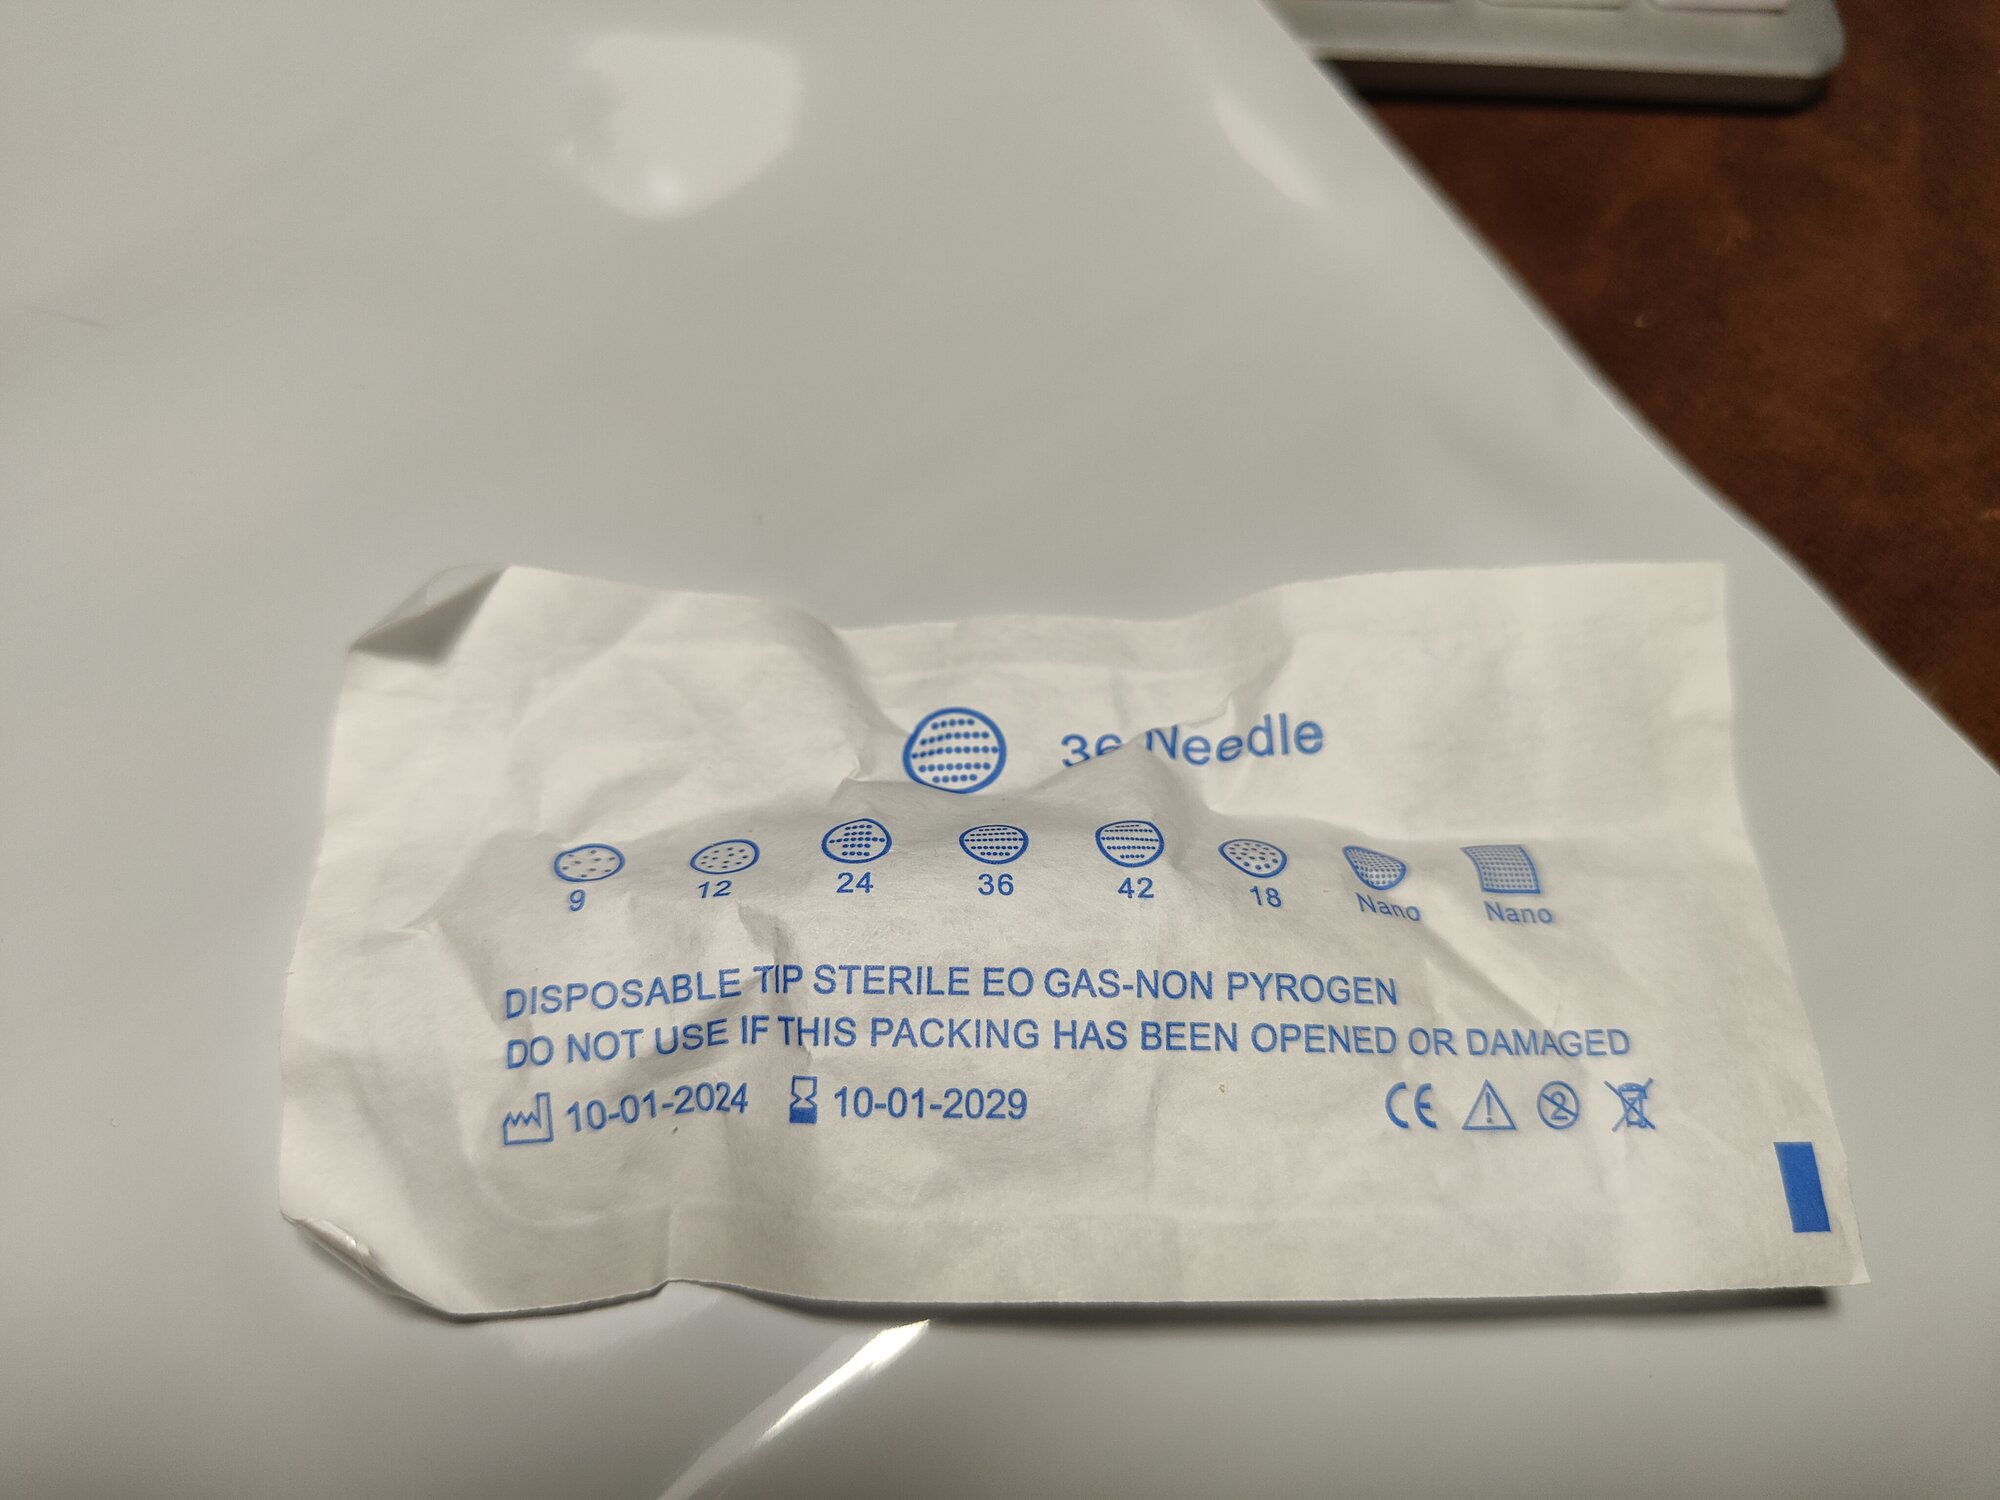 36 Needle
9 12 24 36 42 18 Nano Nano
DISPOSABLE TIP STERILE EO GAS-NON PYROGEN
DO NOT USE IF THIS PACKING HAS BEEN OPENED OR DAMAGED
10-01-2024 10-01-2029 CE 2